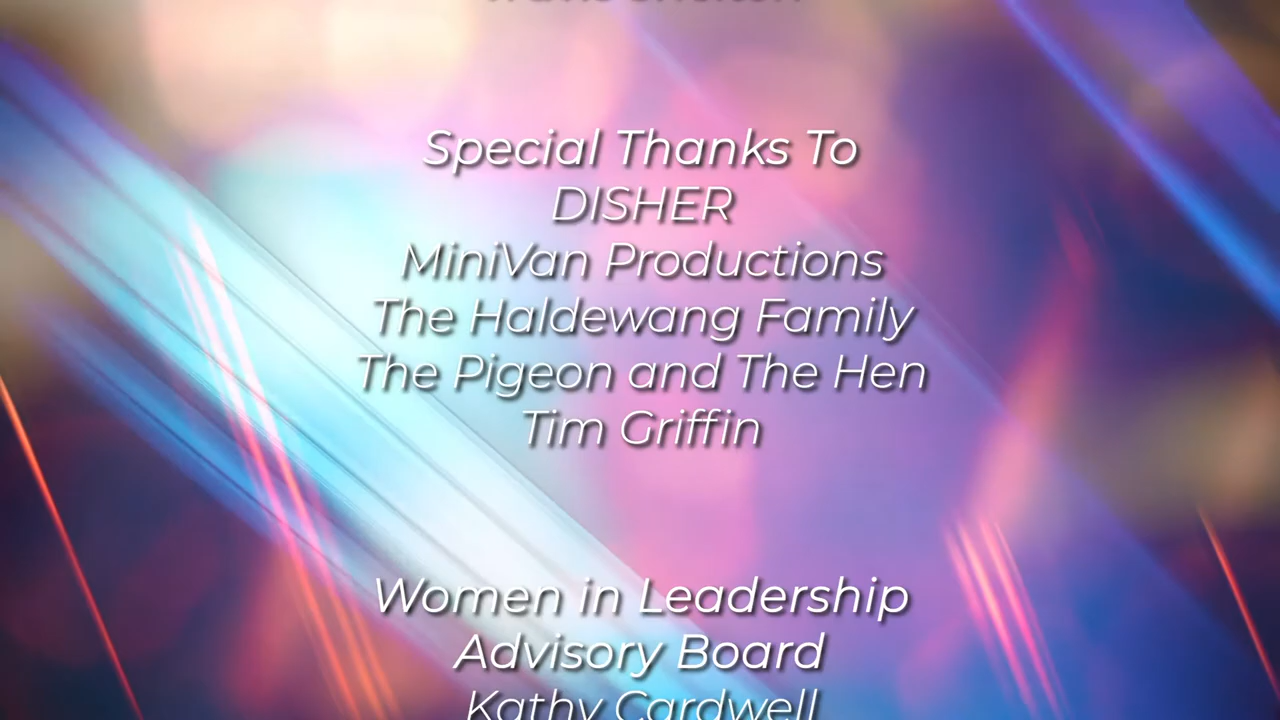 Special Thanks To
DISHER
MiniVan Productions
The Haldewang Family
The Pigeon and The Hen
Tim Griffin
Women in Leadership
Advisory Board
Kathy Cardwell